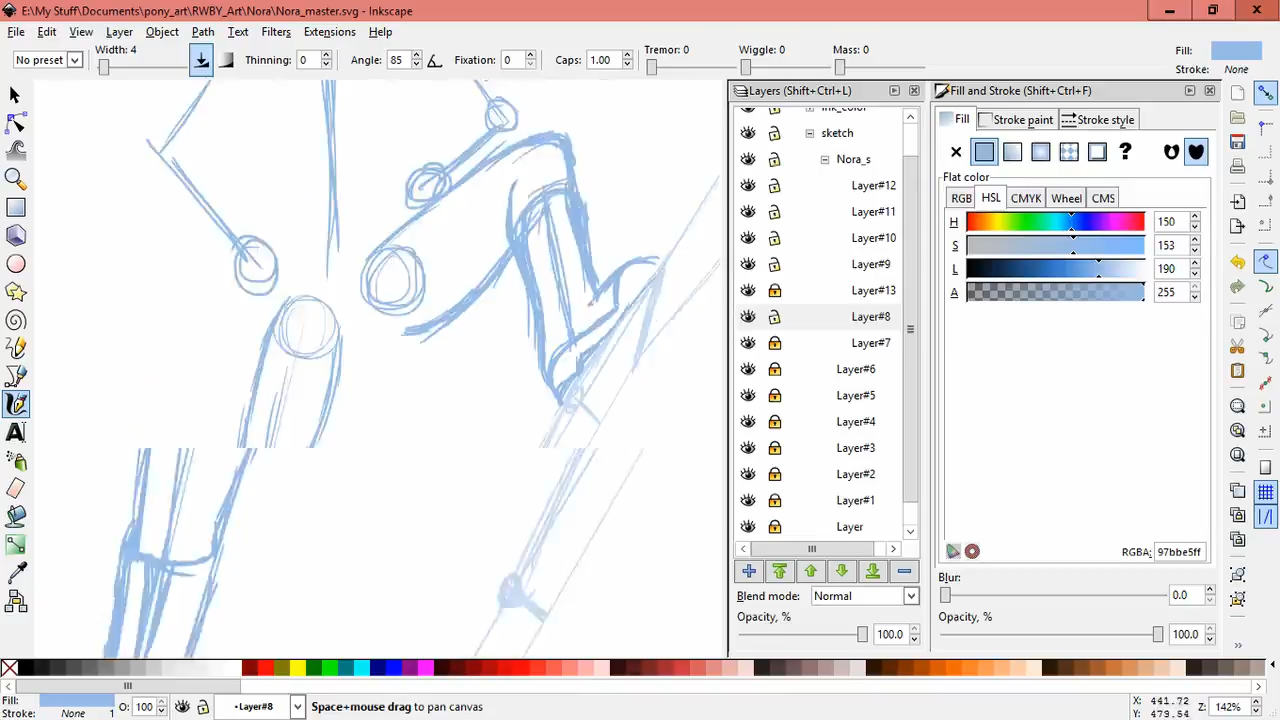 E:\My Stuff\Documents\pony_art\RWBY_Art\Nora\Nora_master.svg - Inkscape
File Edit View Layer Object Path Filters Text Extensions Help
No preset Width: 4 Thinning: 0 Angle: 85 Fixation: 0 Caps: 1.00 Tremor: 0 Wiggle: 0 Mass: 0 Fill: Stroke: None
Layers (Shift+Ctrl+L)
ink_color
sketch
Nora_s
Layer#12
Layer#11
Layer#10
Layer#9
Layer#13
Layer#8
Layer#7
Layer#6
Layer#5
Layer#4
Layer#3
Layer#2
Layer#1
Layer
Blend mode: Normal
Opacity, %
100.0
Fill and Stroke (Shift+Ctrl+F)
Fill Stroke paint Stroke style
?
Flat color
RGB HSL CMYK Wheel CMS
H 150
S 153
L 190
A 255
RGBA: 97bbe5ff
Blur:
0.0
Opacity, %
100.0
Fill:
Stroke: None 1 O: 100 •Layer#8 Space+mouse drag to pan canvas
X: 441.72
Y: 479.54
Z: 142%